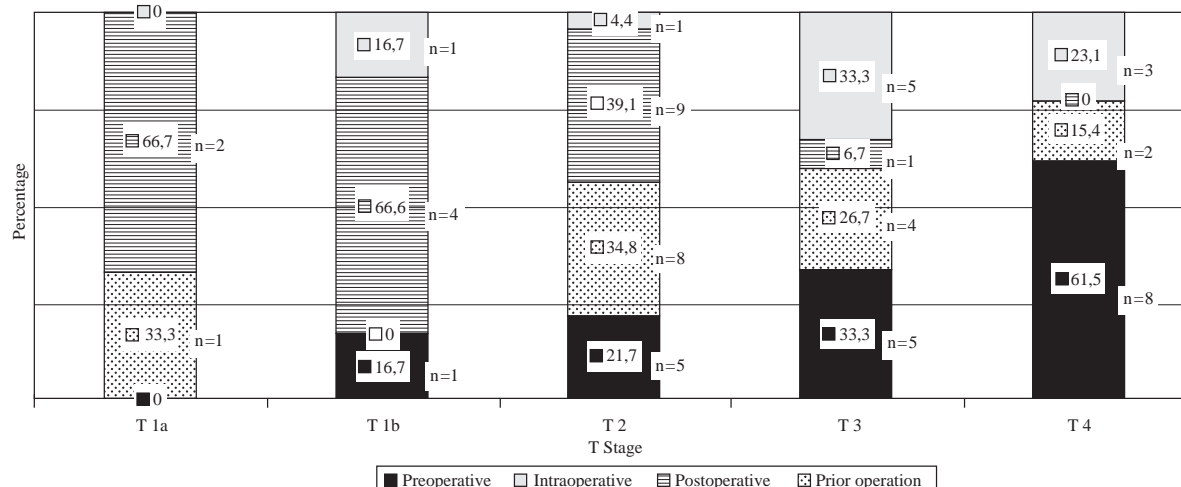 0
16,7
n=1
4,4
n=1
33,3
n=5
23,1
n=3
66,7
n=2
39,1
n=9
0
15,4
n=2
6,7
n=1
66,6
n=4
34,8
n=8
26,7
n=4
61,5
n=8
33,3
n=1
0
16,7
n=1
21,7
n=5
33,3
n=5
0
Percentage
T 1a
T 1b
T 2
T 3
T 4
T Stage
Preoperative
Intraoperative
Postoperative
Prior operation